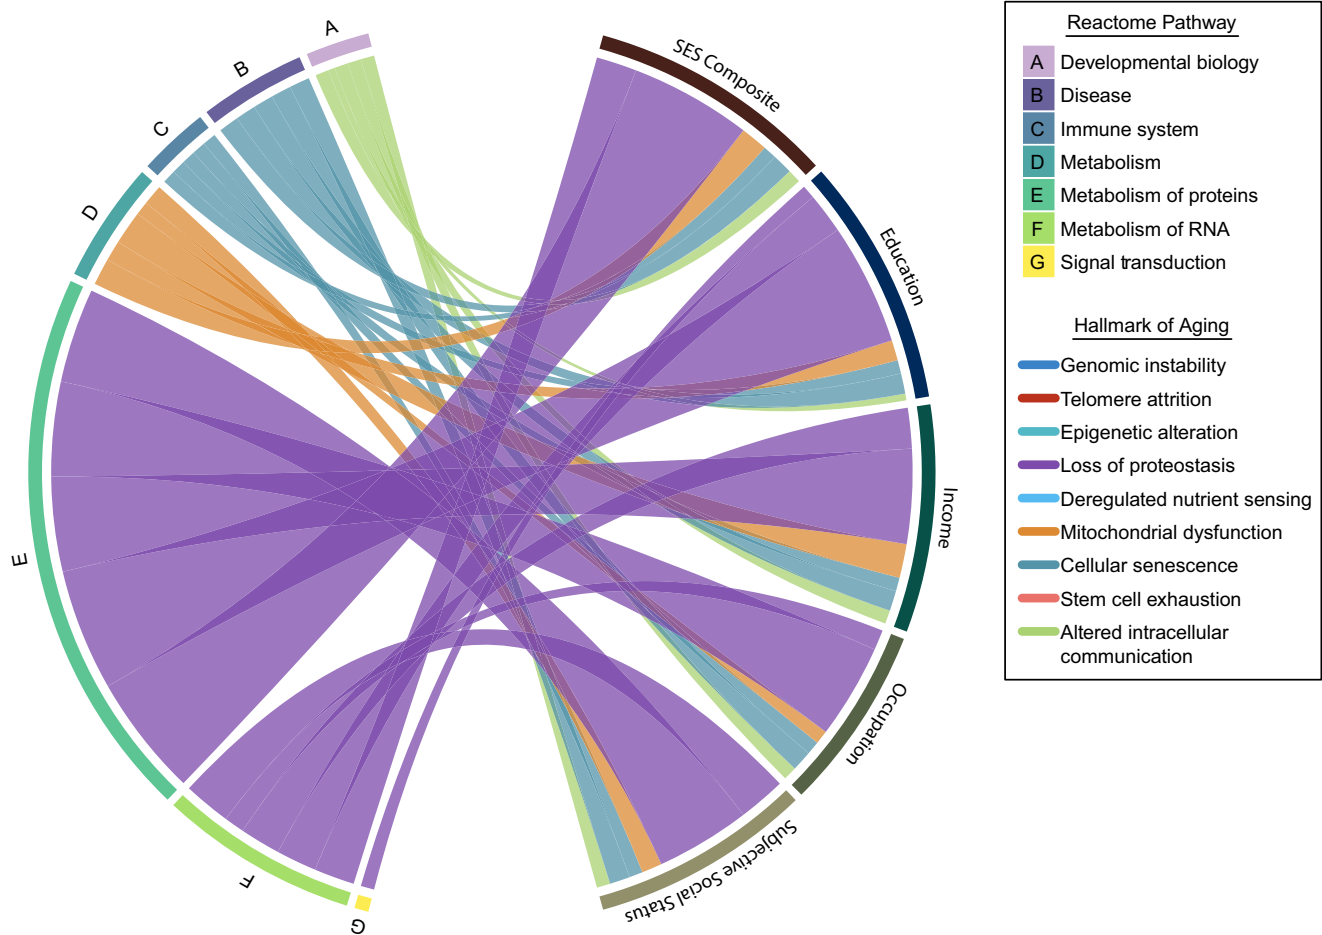 A
B
C
D
E
F
G
SES Composite
Education
Income
Occupation
Subjective Social Status
Reactome Pathway
A Developmental biology
B Disease
C Immune system
D Metabolism
E Metabolism of proteins
F Metabolism of RNA
G Signal transduction
Hallmark of Aging
Genomic instability
Telomere attrition
Epigenetic alteration
Loss of proteostasis
Deregulated nutrient sensing
Mitochondrial dysfunction
Cellular senescence
Stem cell exhaustion
Altered intracellular
communication